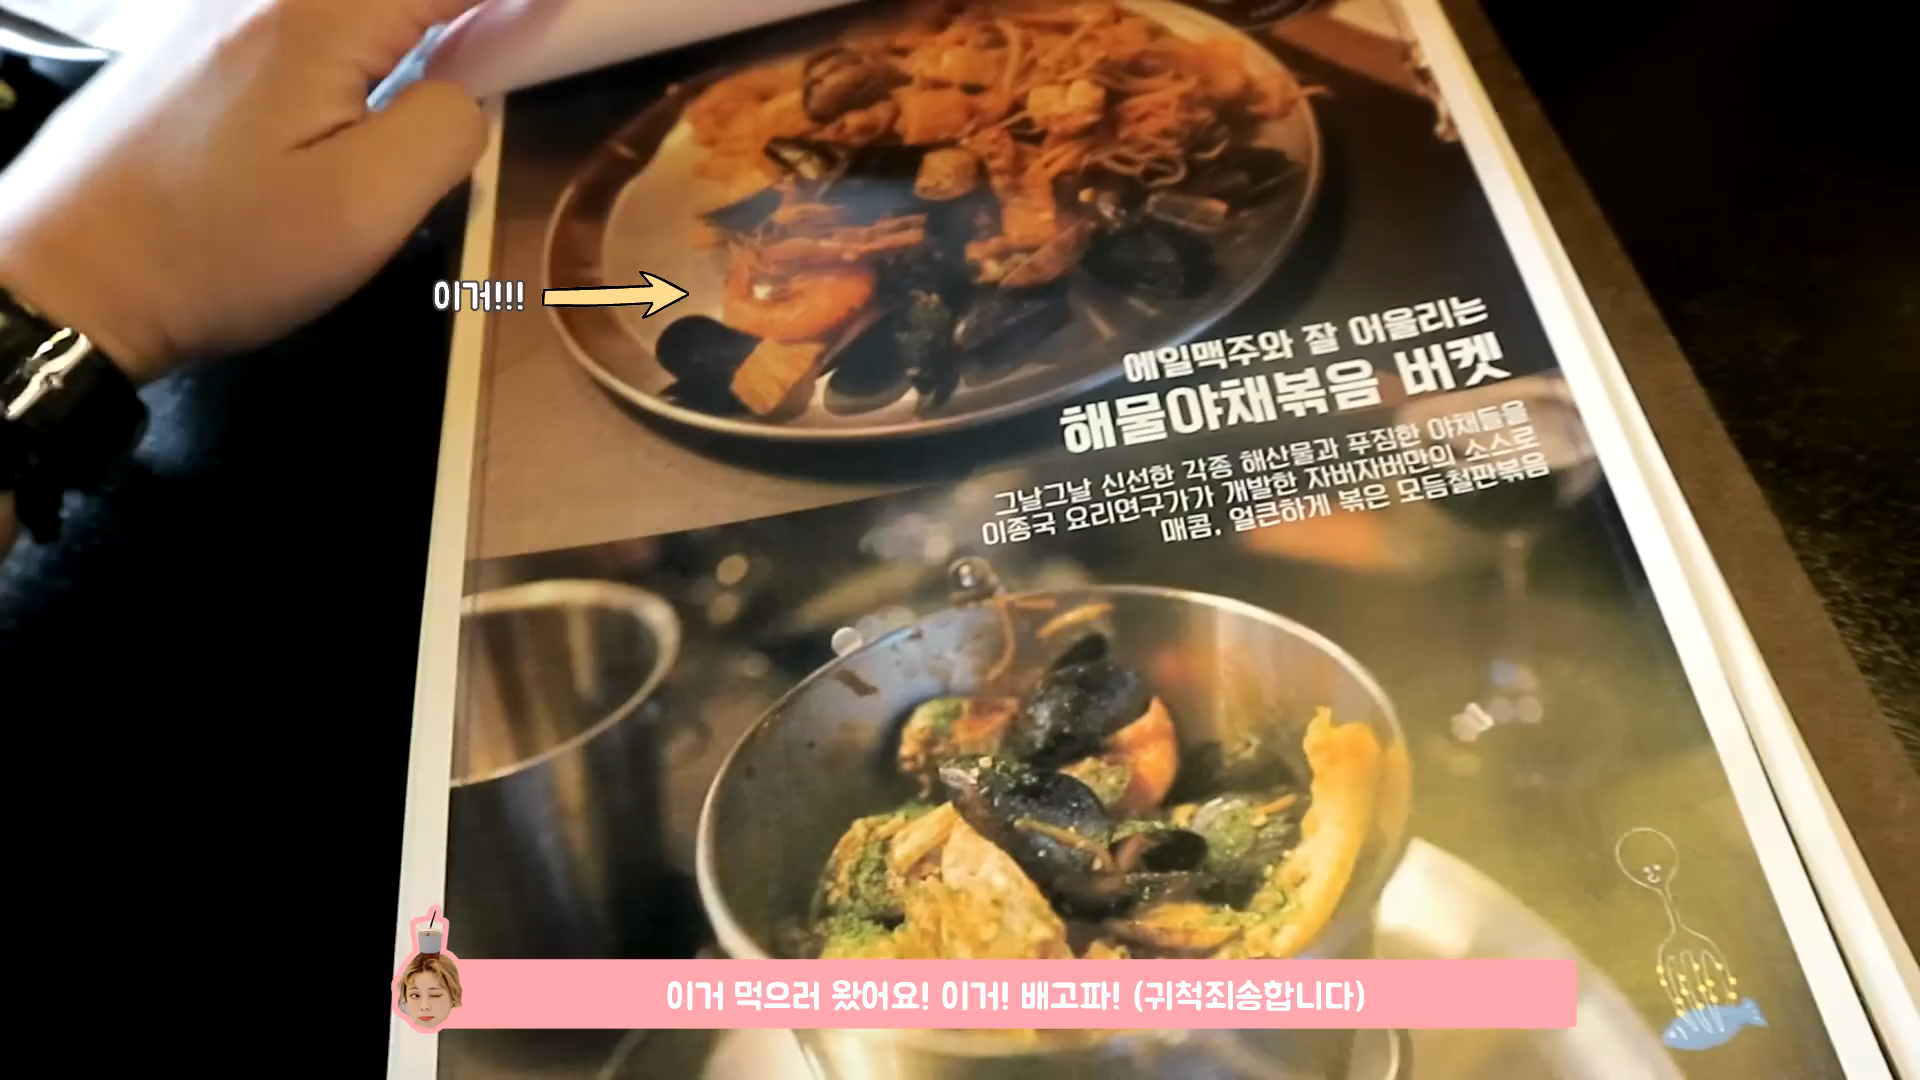 이거!!!
에일맥주와 잘 어울리는
해물야채볶음 버켓
그날그날 신선한 각종 해산물과 푸짐한 야채들을
이종국 요리연구가가 개발한 자버자버만의 소스로
매콤, 얼큰하게 볶은 모듬철판볶음
이거 먹으러 왔어요! 이거! 배고파! (귀척죄송합니다)